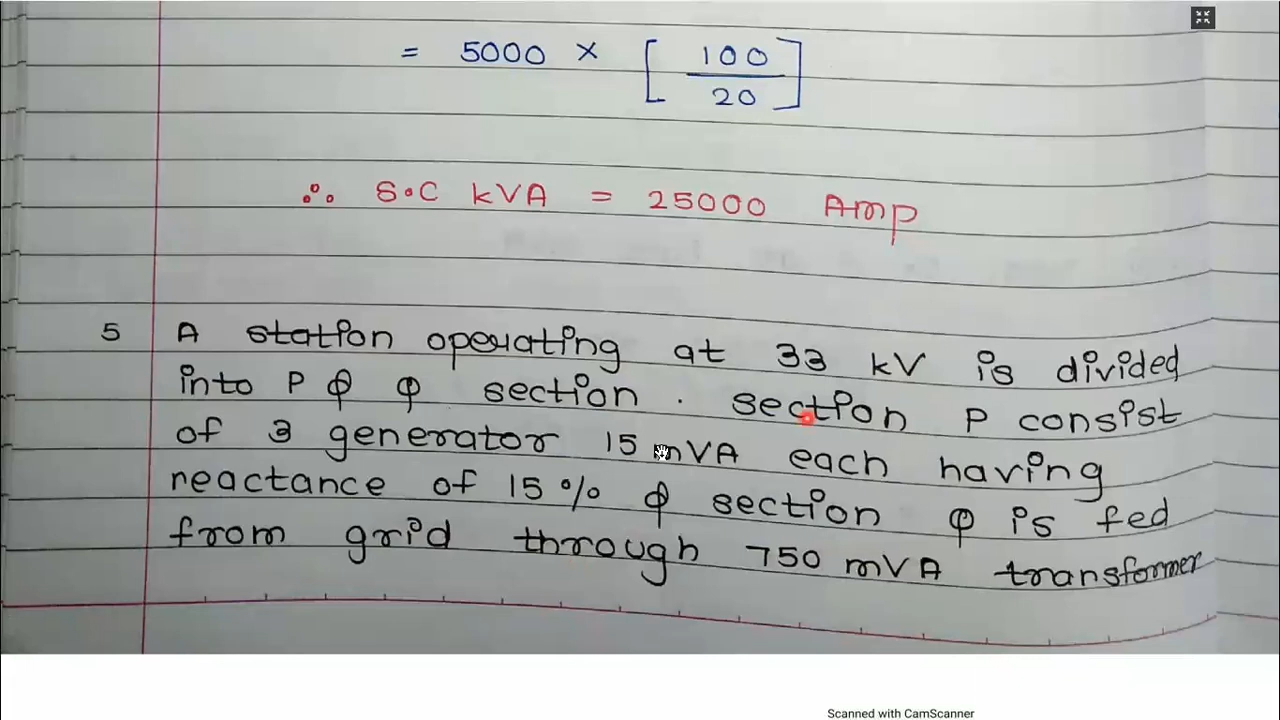 = 5000 × [ 100 / 20 ]
∴ S.C kVA = 25000 Amp
5 A station operating at 33 kV is divided
into P & Q section . section P consist
of 3 generator 15 mVA each having
reactance of 15 % & section Q is fed
from grid through 750 mVA transformer
Scanned with CamScanner